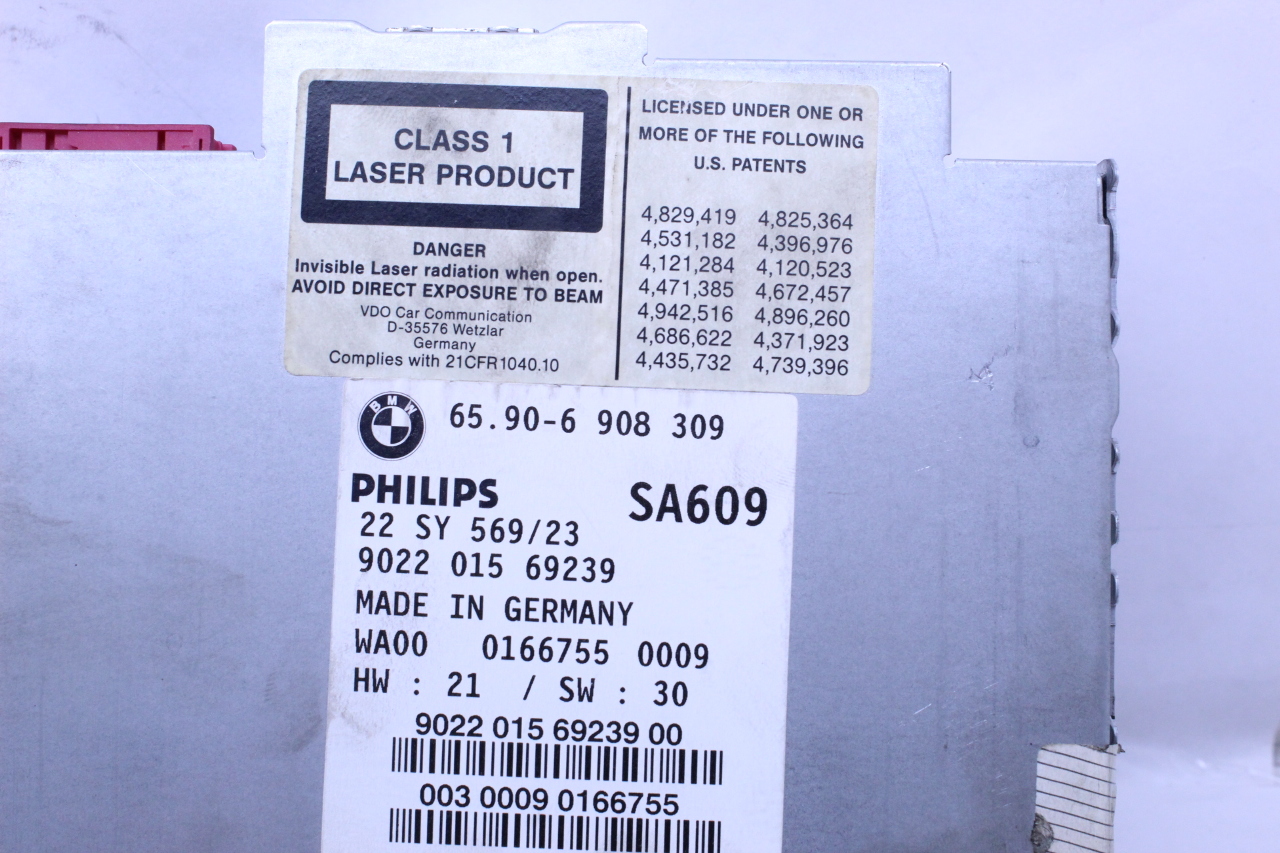 CLASS 1
LASER PRODUCT
DANGER
Invisible Laser radiation when open.
AVOID DIRECT EXPOSURE TO BEAM
VDO Car Communication
D-35576 Wetzlar
Germany
Complies with 21CFR1040.10
LICENSED UNDER ONE OR
MORE OF THE FOLLOWING
U.S. PATENTS
4,829,419 4,825,364
4,531,182 4,396,976
4,121,284 4,120,523
4,471,385 4,672,457
4,942,516 4,896,260
4,686,622 4,371,923
4,435,732 4,739,396
BMW 65.90-6 908 309
PHILIPS SA609
22 SY 569/23
9022 015 69239
MADE IN GERMANY
WA00 0166755 0009
HW : 21 / SW : 30
9022 015 69239 00
003 0009 0166755